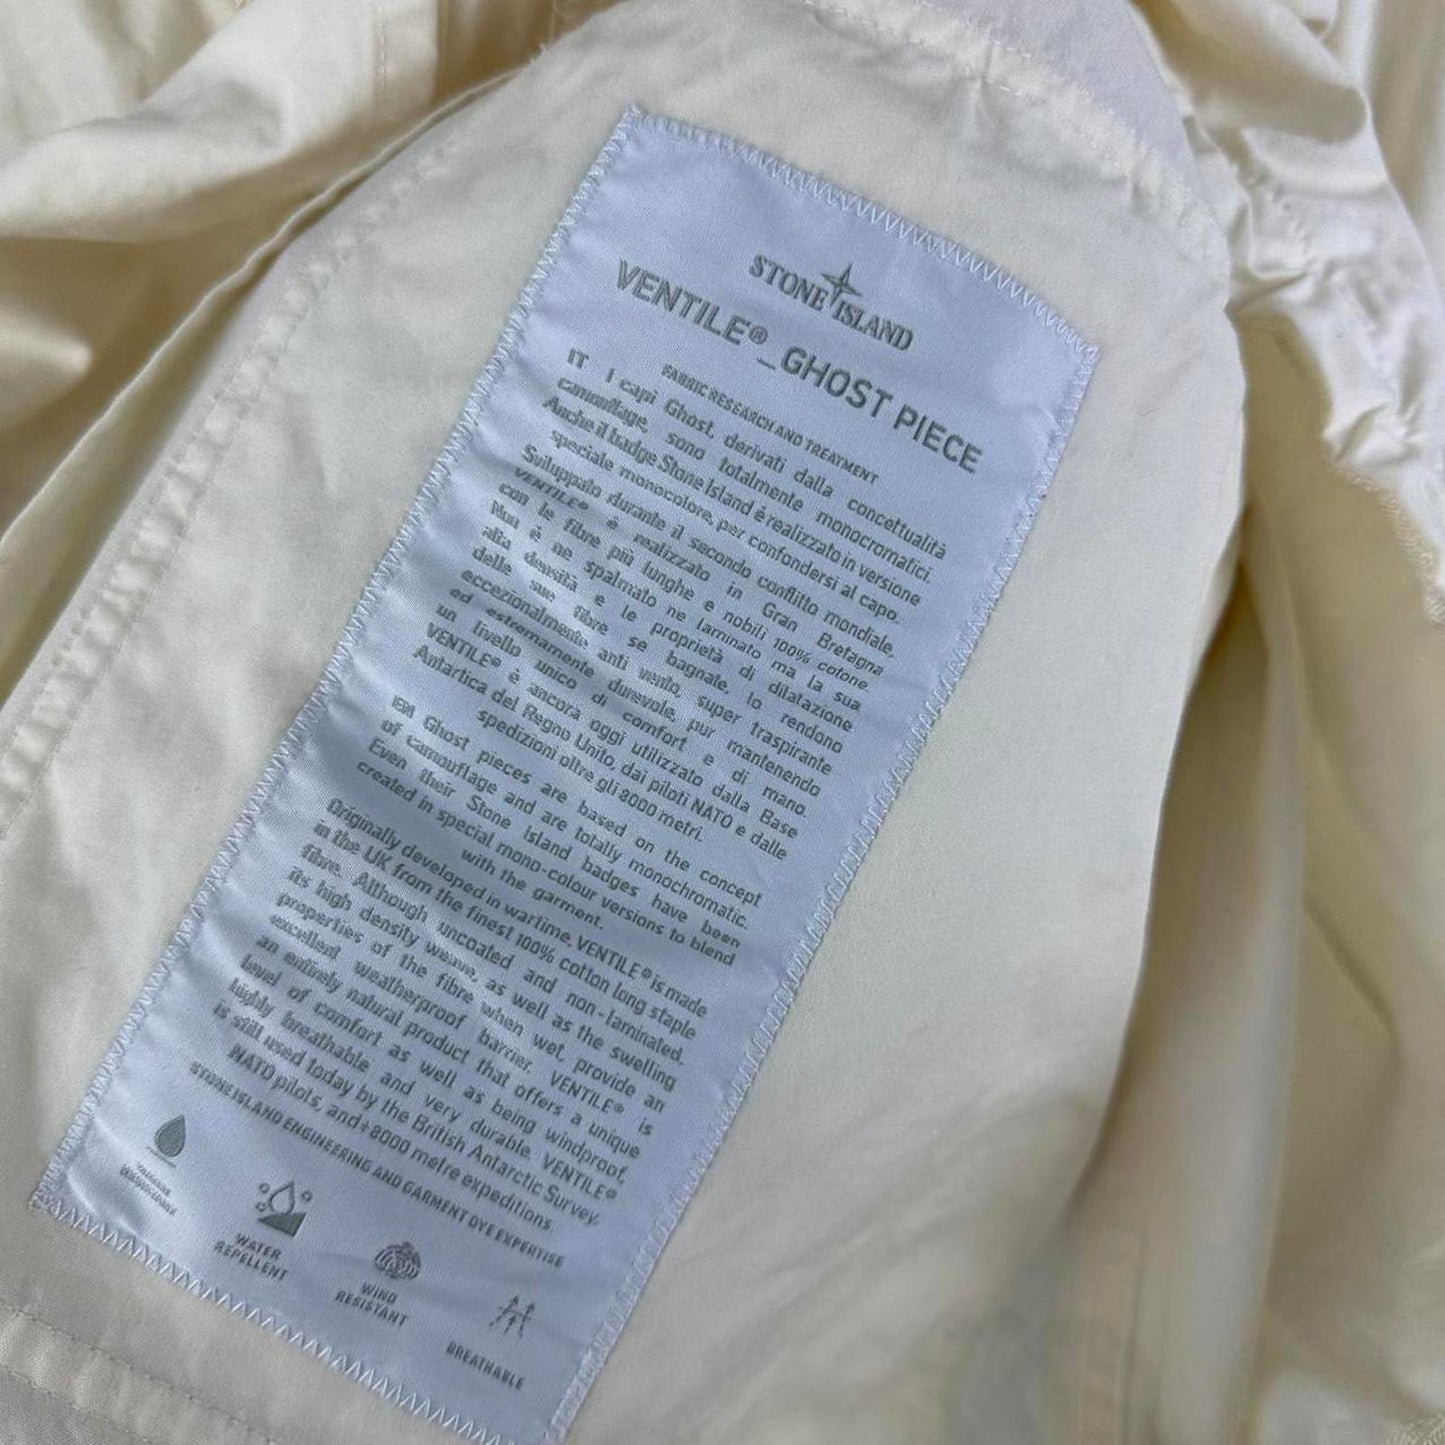 STONE ISLAND
VENTILE®_GHOST PIECE
FABRIC RESEARCH AND TREATMENT
IT I capi Ghost, derivati dalla concettualità
camouflage, sono totalmente monocromatici.
Anche il badge Stone Island è realizzato in versione
speciale monocolore, per confondersi al capo.
Sviluppato durante il secondo conflitto mondiale,
VENTILE® è realizzato in Gran Bretagna
con le fibre più lunghe e nobili 100% cotone.
Non è ne spalmato ne laminato ma la sua
alta densità e le proprietà di dilatazione
delle sue fibre se bagnate, lo rendono
eccezionalmente anti vento, super traspirante
ed estremamente durevole, pur mantenendo
un livello unico di comfort e di mano.
VENTILE® è, ancora oggi utilizzato dalla Base
Antartica del Regno Unito, dai piloti NATO e dalle
spedizioni oltre gli 8000 metri.
EN Ghost pieces are based on the concept
of camouflage and are totally monochromatic.
Even their Stone Island badges have been
created in special mono-colour versions to blend
with the garment.
Originally developed in wartime, VENTILE® is made
in the UK from the finest 100% cotton long staple
fibre. Although uncoated and non-laminated,
its high density weave, as well as the swelling
properties of the fibre when wet, provide an
excellent weatherproof barrier. VENTILE® is
an entirely natural product that offers a unique
level of comfort as well as being windproof,
highly breathable and very durable. VENTILE®
is still used today by the British Antarctic Survey,
NATO pilots, and +8000 metre expeditions.
STONE ISLAND ENGINEERING AND GARMENT DYE EXPERTISE
WATER
REPELLENT
WIND
RESISTANT
BREATHABLE